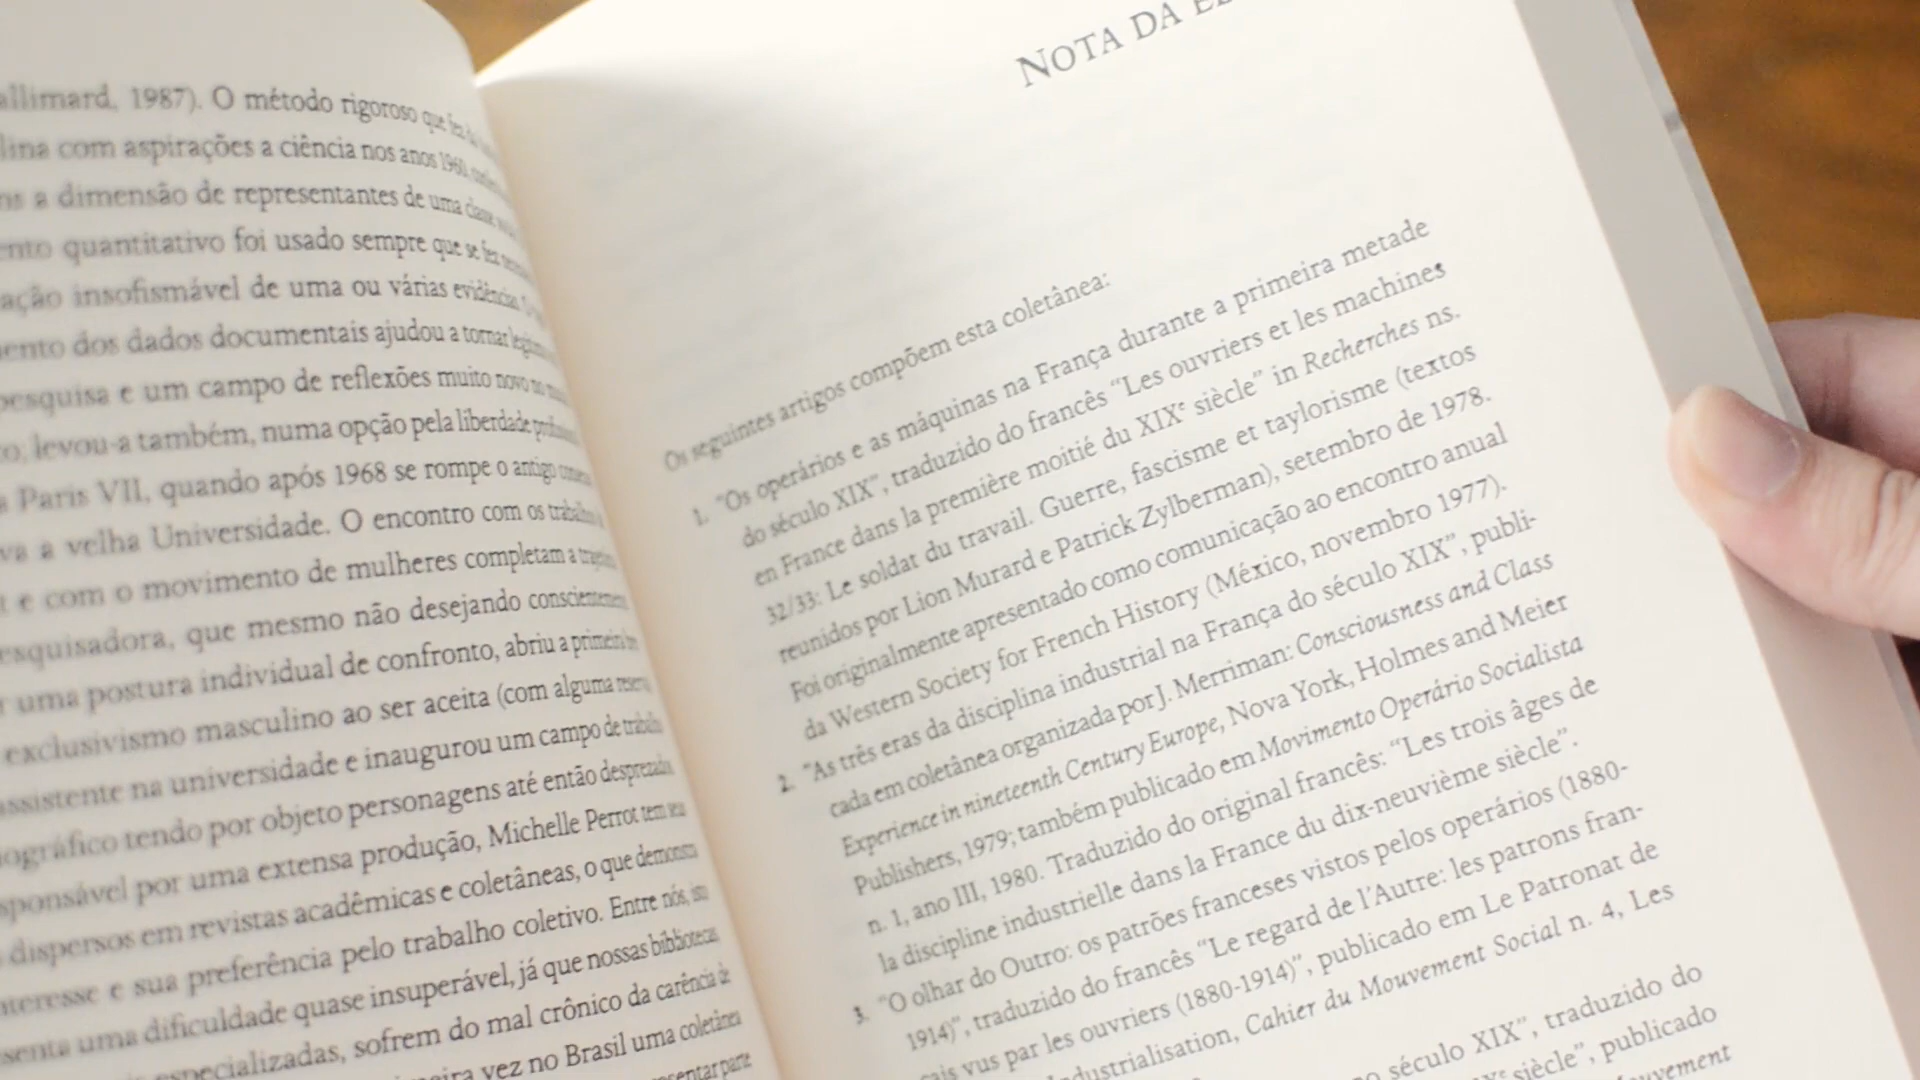 allimard, 1987). O método rigoroso que fez
lina com aspirações a ciência nos anos 1960,
ns a dimensão de representantes de uma classe
ento quantitativo foi usado sempre que se fez
ação insofismável de uma ou várias evidências.
mento dos dados documentais ajudou a tornar
pesquisa e um campo de reflexões muito novo no
o, levou-a também, numa opção pela liberdade
a Paris VII, quando após 1968 se rompe o antigo
va a velha Universidade. O encontro com os
t e com o movimento de mulheres completam a
esquisadora, que mesmo não desejando
r uma postura individual de confronto, abriu a
exclusivismo masculino ao ser aceita (com alguma
assistente na universidade e inaugurou um campo de
ográfico tendo por objeto personagens até então
sponsável por uma extensa produção, Michelle Perrot tem
dispersos em revistas acadêmicas e coletâneas, o que
nteresse e sua preferência pelo trabalho coletivo. Entre nós,
senta uma dificuldade quase insuperável, já que nossas bibliotecas
especializadas, sofrem do mal crônico da carência de
meira vez no Brasil uma coletânea
parte
NOTA DA
Os seguintes artigos compõem esta coletânea:
1. “Os operários e as máquinas na França durante a primeira metade
do século XIX”, traduzido do francês “Les ouvriers et les machines
en France dans la première moitié du XIXe siècle” in Recherches ns.
32/33: Le soldat du travail. Guerre, fascisme et taylorisme (textos
reunidos por Lion Murard e Patrick Zylberman), setembro de 1978.
Foi originalmente apresentado como comunicação ao encontro anual
da Western Society for French History (México, novembro 1977).
2. “As três eras da disciplina industrial na França do século XIX”, publi-
cada em coletânea organizada por J. Merriman: Consciousness and Class
Experience in nineteenth Century Europe, Nova York, Holmes and Meier
Publishers, 1979; também publicado em Movimento Operário Socialista
n. 1, ano III, 1980. Traduzido do original francês: “Les trois âges de
la discipline industrielle dans la France du dix-neuvième siècle”.
3. “O olhar do Outro: os patrões franceses vistos pelos operários (1880-
1914)”, traduzido do francês “Le regard de l’Autre: les patrons fran-
çais vus par les ouvriers (1880-1914)”, publicado em Le Patronat de
dustrialisation, Cahier du Mouvement Social n. 4, Les
século XIX”, traduzido do
siècle”, publicado